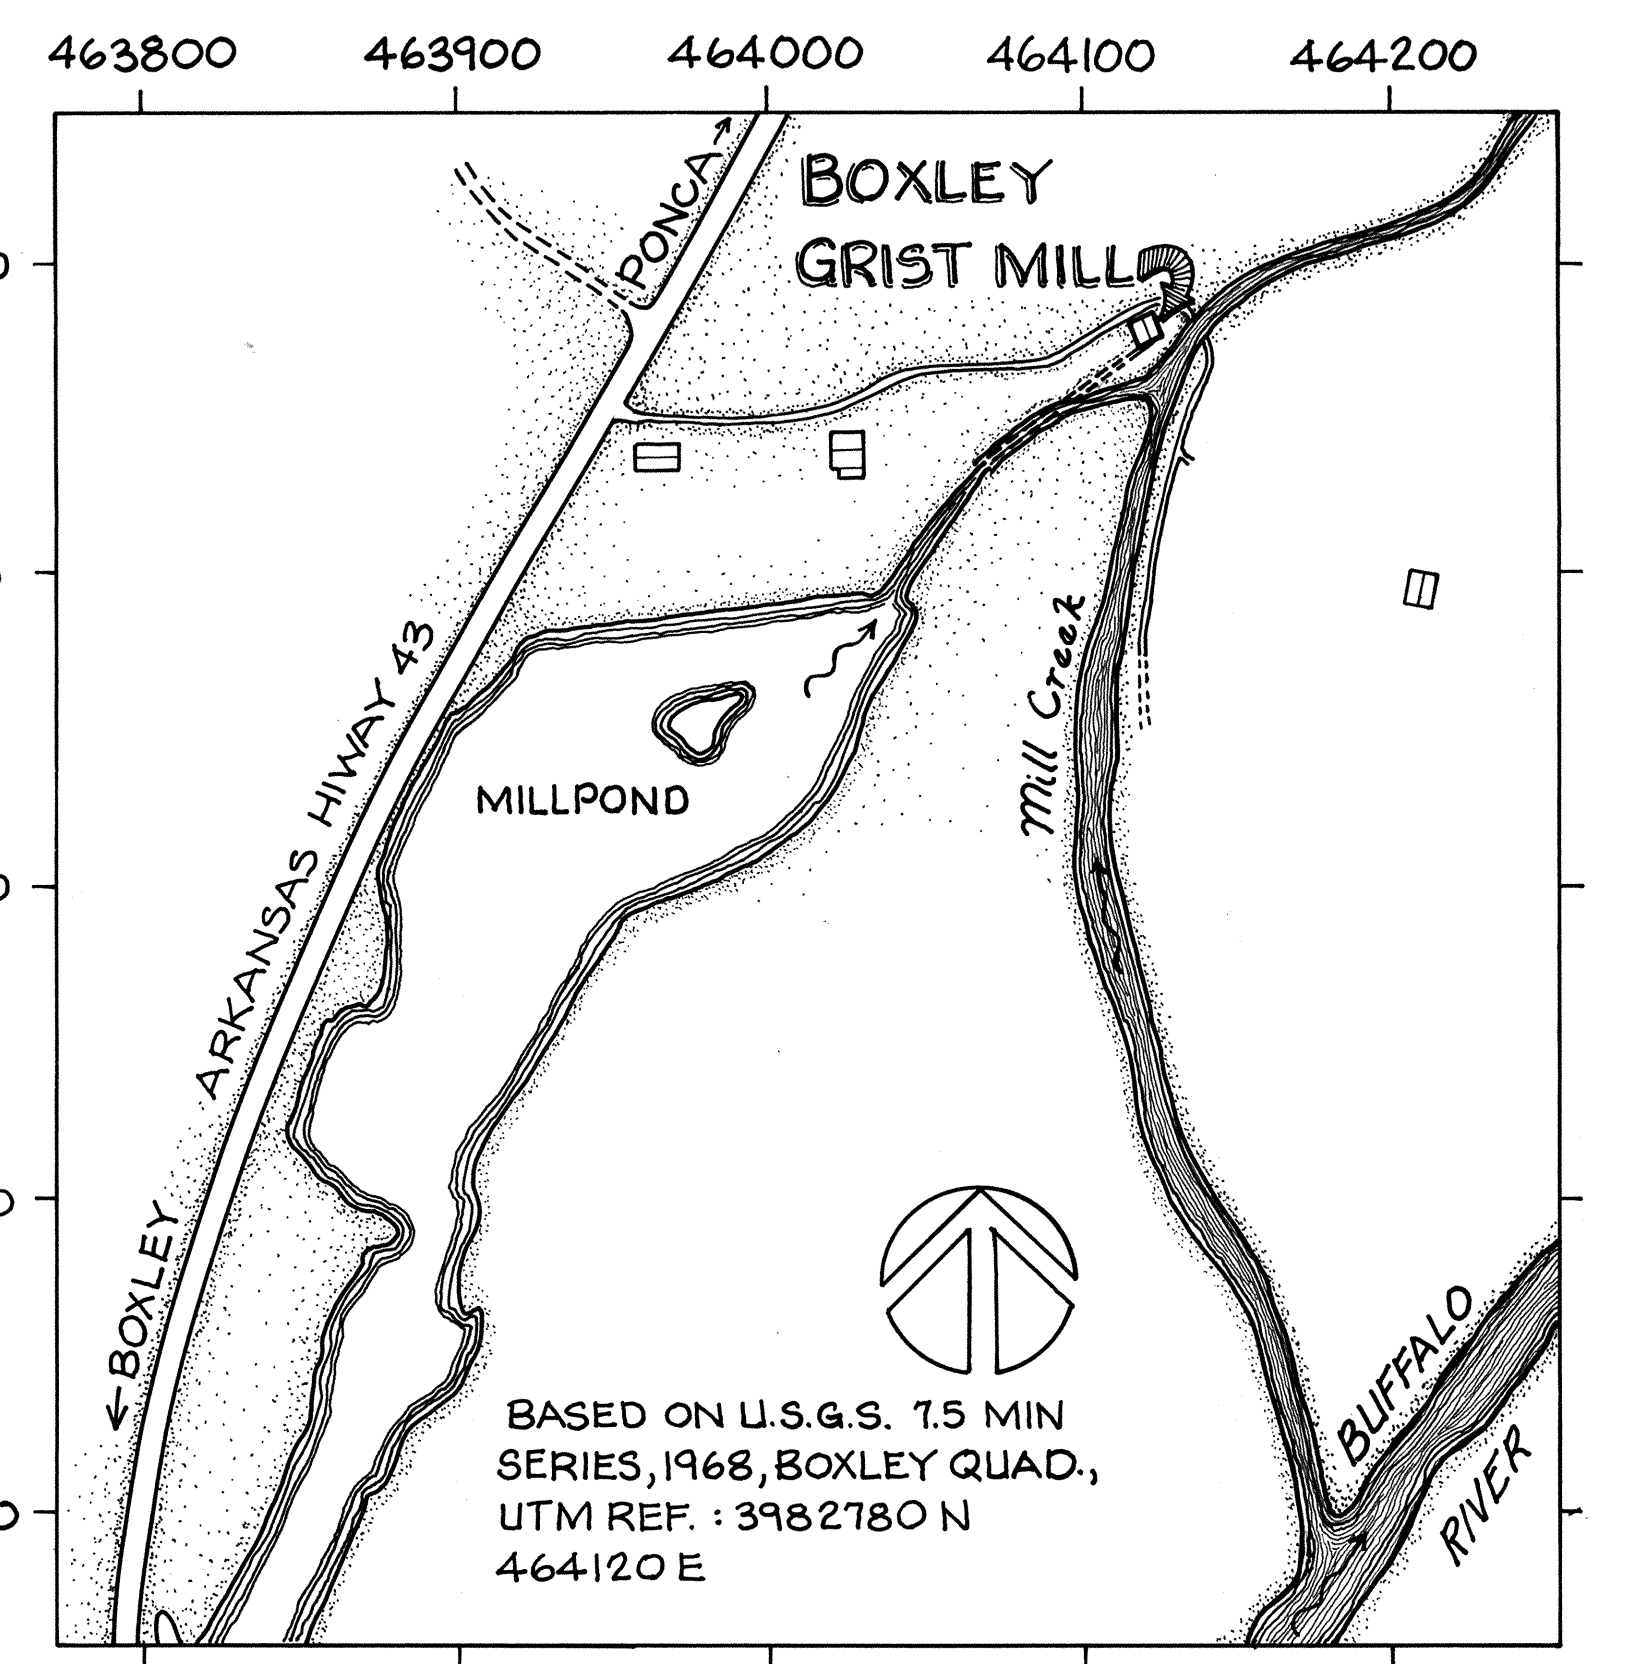 463800 463900 464000 464100 464200
PONCA →
BOXLEY
GRIST MILL
ARKANSAS HIWAY 43
Mill Creek
MILLPOND
← BOXLEY
BUFFALO
RIVER
BASED ON U.S.G.S. 7.5 MIN
SERIES, 1968, BOXLEY QUAD.,
UTM REF. : 3982780 N
464120 E